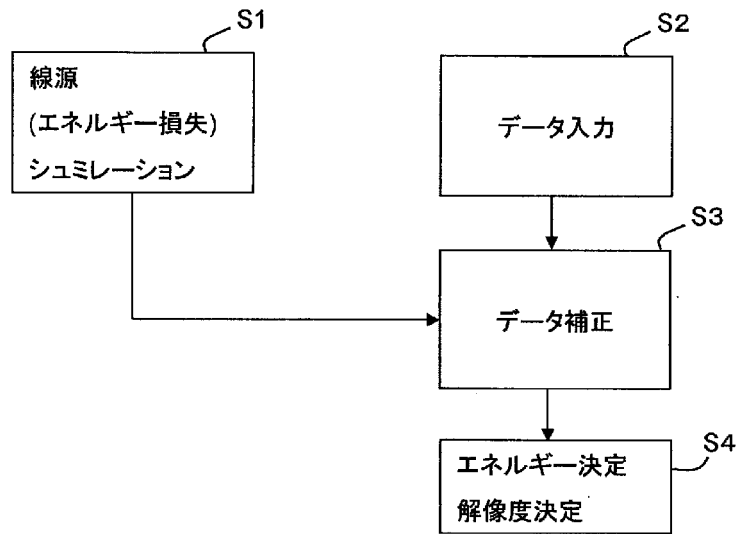 S1
線源
(エネルギー損失)
シュミレーション
S2
データ入力
S3
データ補正
S4
エネルギー決定
解像度決定